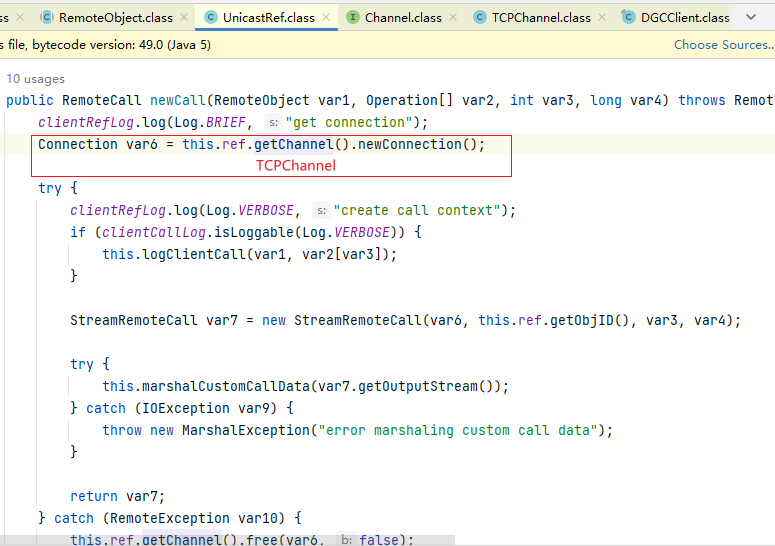 ss RemoteObject.class UnicastRef.class Channel.class TCPChannel.class DGCClient.class
s file, bytecode version: 49.0 (Java 5) Choose Sources..
10 usages
public RemoteCall newCall(RemoteObject var1, Operation[] var2, int var3, long var4) throws Remot
clientRefLog.log(Log.BRIEF, s: "get connection");
Connection var6 = this.ref.getChannel().newConnection();
TCPChannel
try {
clientRefLog.log(Log.VERBOSE, s: "create call context");
if (clientCallLog.isLoggable(Log.VERBOSE)) {
this.logClientCall(var1, var2[var3]);
}
StreamRemoteCall var7 = new StreamRemoteCall(var6, this.ref.getObjID(), var3, var4);
try {
this.marshalCustomCallData(var7.getOutputStream());
} catch (IOException var9) {
throw new MarshalException("error marshaling custom call data");
}
return var7;
} catch (RemoteException var10) {
this.ref.getChannel().free(var6, b: false);